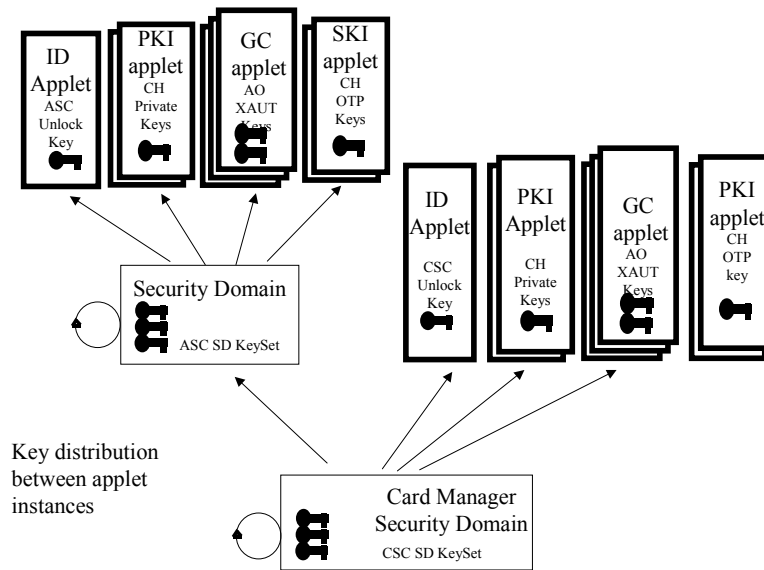 ID
Applet
ASC
Unlock
Key
PKI
applet
CH
Private
Keys
GC
applet
AO
XAUT
Keys
SKI
applet
CH
OTP
Keys
ID
Applet
CSC
Unlock
Key
PKI
Applet
CH
Private
Keys
GC
applet
AO
XAUT
Keys
PKI
applet
CH
OTP
key
Security Domain
ASC SD KeySet
Key distribution
between applet
instances
Card Manager
Security Domain
CSC SD KeySet